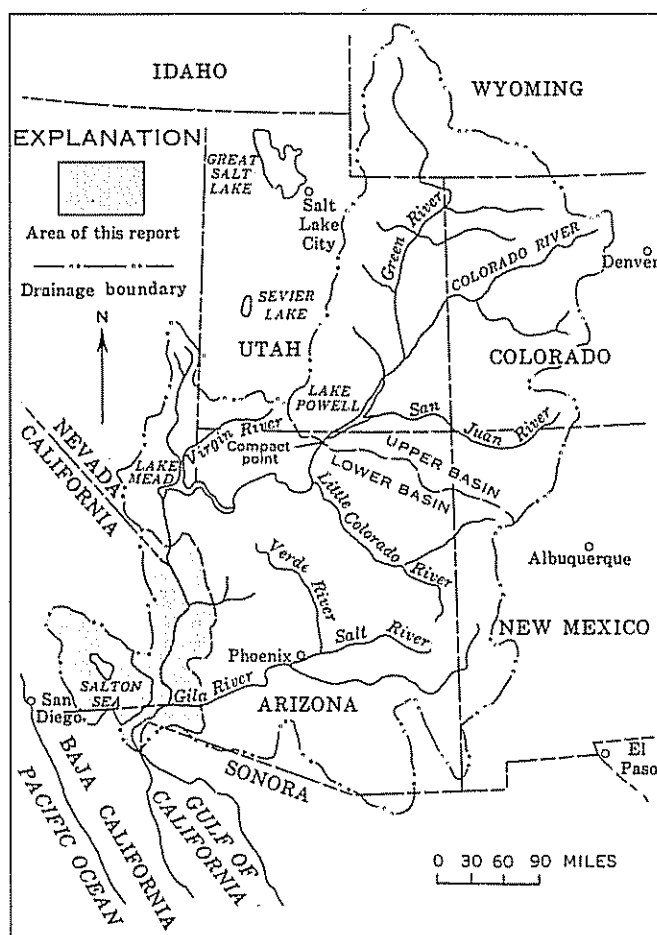 IDAHO
WYOMING
EXPLANATION
Area of this report
Drainage boundary
N
GREAT
SALT
LAKE
Salt
Lake
City
Green River
COLORADO RIVER
Denver
SEVIER
LAKE
UTAH
COLORADO
LAKE
POWELL
San Juan River
Virgin River
Compact
point
UPPER BASIN
LOWER BASIN
NEVADA
CALIFORNIA
LAKE
MEAD
Little Colorado River
Verde
River
Albuquerque
NEW MEXICO
Phoenix
Salt River
SALTON
SEA
Gila River
ARIZONA
San
Diego
SONORA
El
Paso
BAJA CALIFORNIA
PACIFIC OCEAN
GULF OF
CALIFORNIA
0 30 60 90 MILES